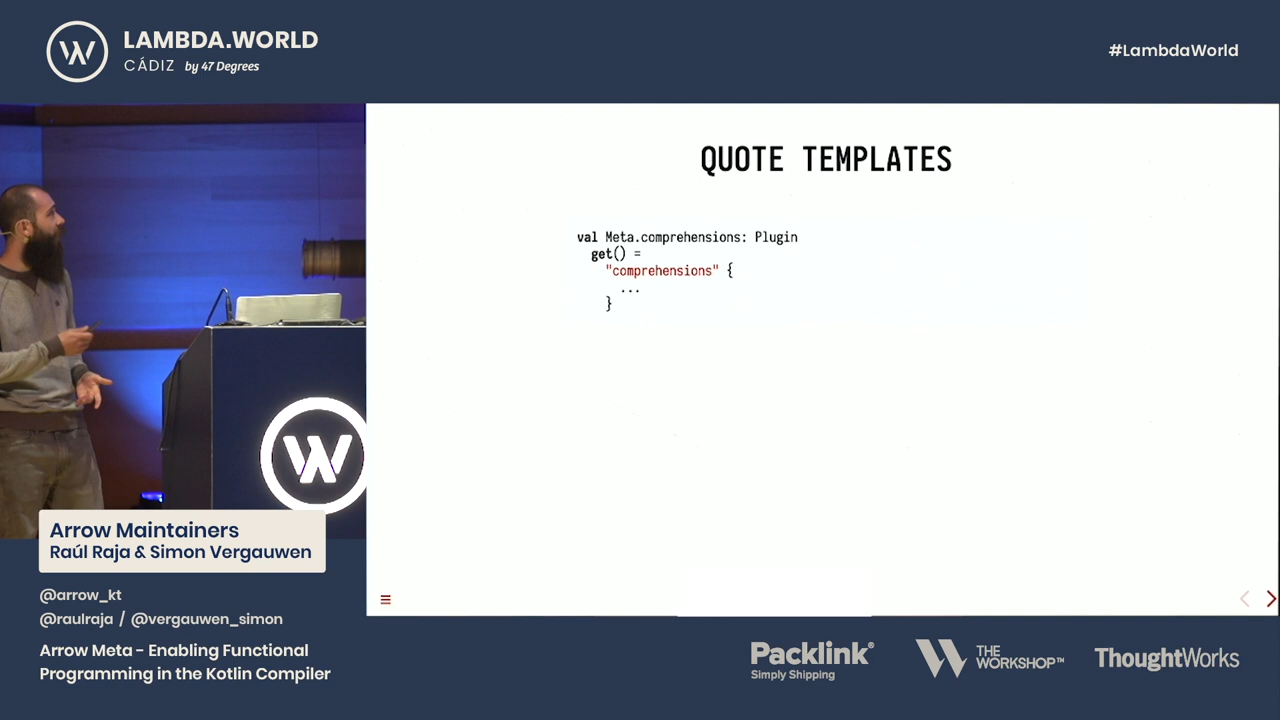 LAMBDA.WORLD
CÁDIZ by 47 Degrees
#LambdaWorld
QUOTE TEMPLATES
val Meta.comprehensions: Plugin
get() =
"comprehensions" {
...
}
W
Arrow Maintainers
Raúl Raja & Simon Vergauwen
@arrow_kt
@raulraja / @vergauwen_simon
Arrow Meta - Enabling Functional
Programming in the Kotlin Compiler
Packlink®
Simply Shipping
THE
WORKSHOP™
ThoughtWorks